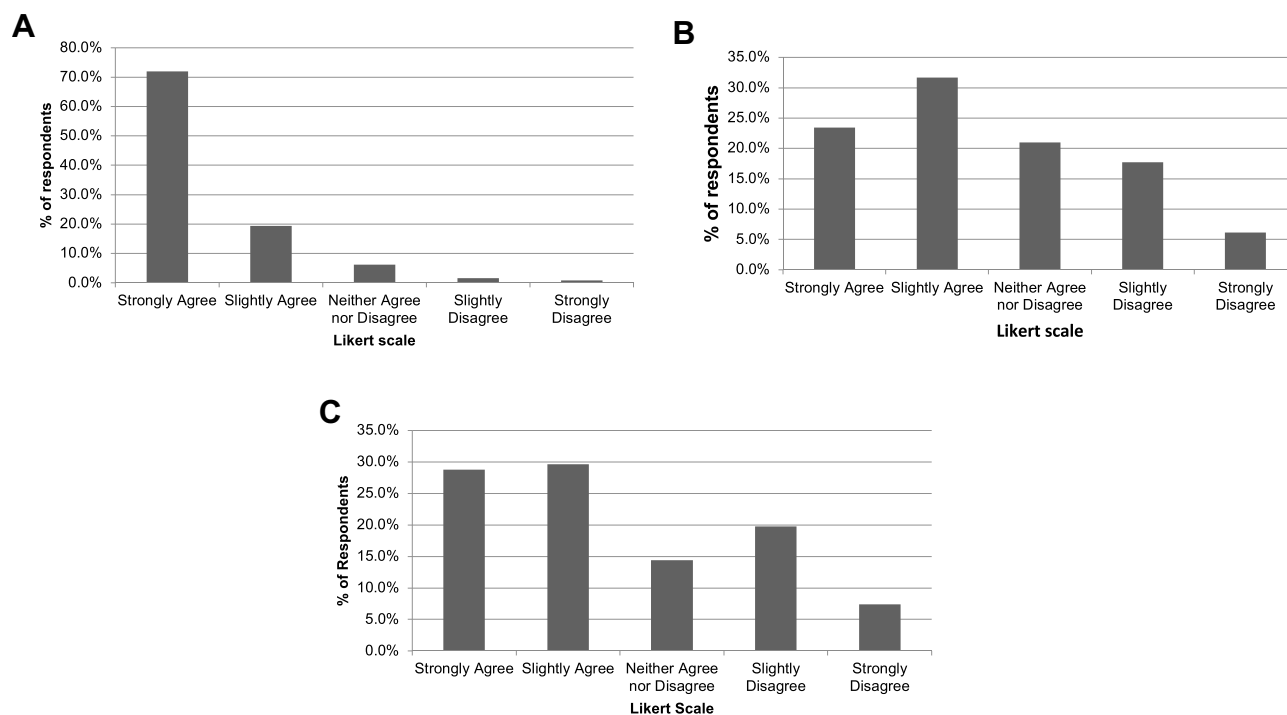 A
80.0%
70.0%
60.0%
50.0%
40.0%
30.0%
20.0%
10.0%
0.0%
% of respondents
Strongly Agree
Slightly Agree
Neither Agree
nor Disagree
Slightly
Disagree
Strongly
Disagree
Likert scale
B
35.0%
30.0%
25.0%
20.0%
15.0%
10.0%
5.0%
0.0%
% of respondents
Strongly Agree
Slightly Agree
Neither Agree
nor Disagree
Slightly
Disagree
Strongly
Disagree
Likert scale
C
35.0%
30.0%
25.0%
20.0%
15.0%
10.0%
5.0%
0.0%
% of Respondents
Strongly Agree
Slightly Agree
Neither Agree
nor Disagree
Slightly
Disagree
Strongly
Disagree
Likert Scale